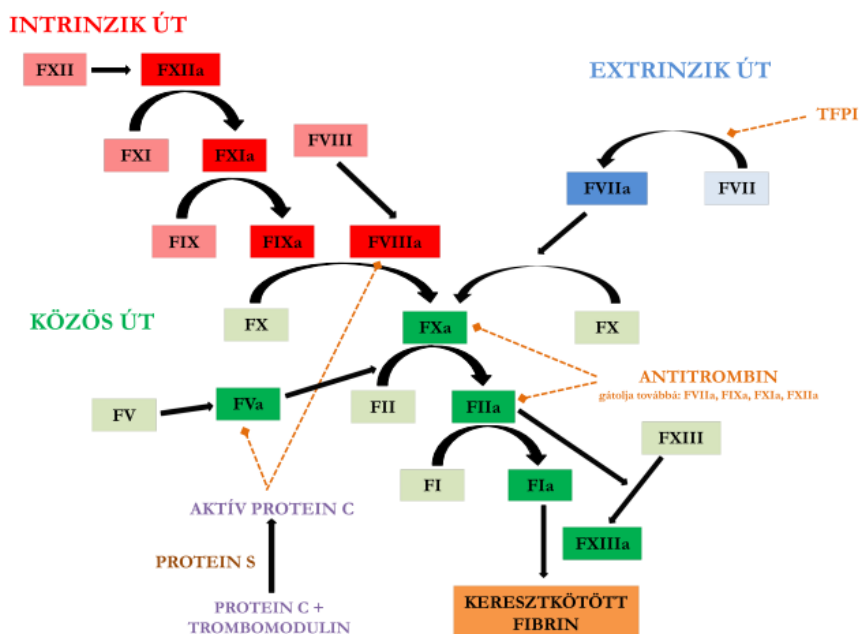 INTRINZIK ÚT
FXII
FXIIa
EXTRINZIK ÚT
TFPI
FXI
FXIa
FVIII
FVIIa
FVII
FIX
FIXa
FVIIIa
KÖZÖS ÚT
FX
FXa
FX
ANTITROMBIN
gátolja továbbá: FVIIa, FIXa, FXIa, FXIIa
FV
FVa
FII
FIIa
FXIII
FI
FIa
AKTÍV PROTEIN C
FXIIIa
PROTEIN S
PROTEIN C +
TROMBOMODULIN
KERESZTKÖTÖTT
FIBRIN